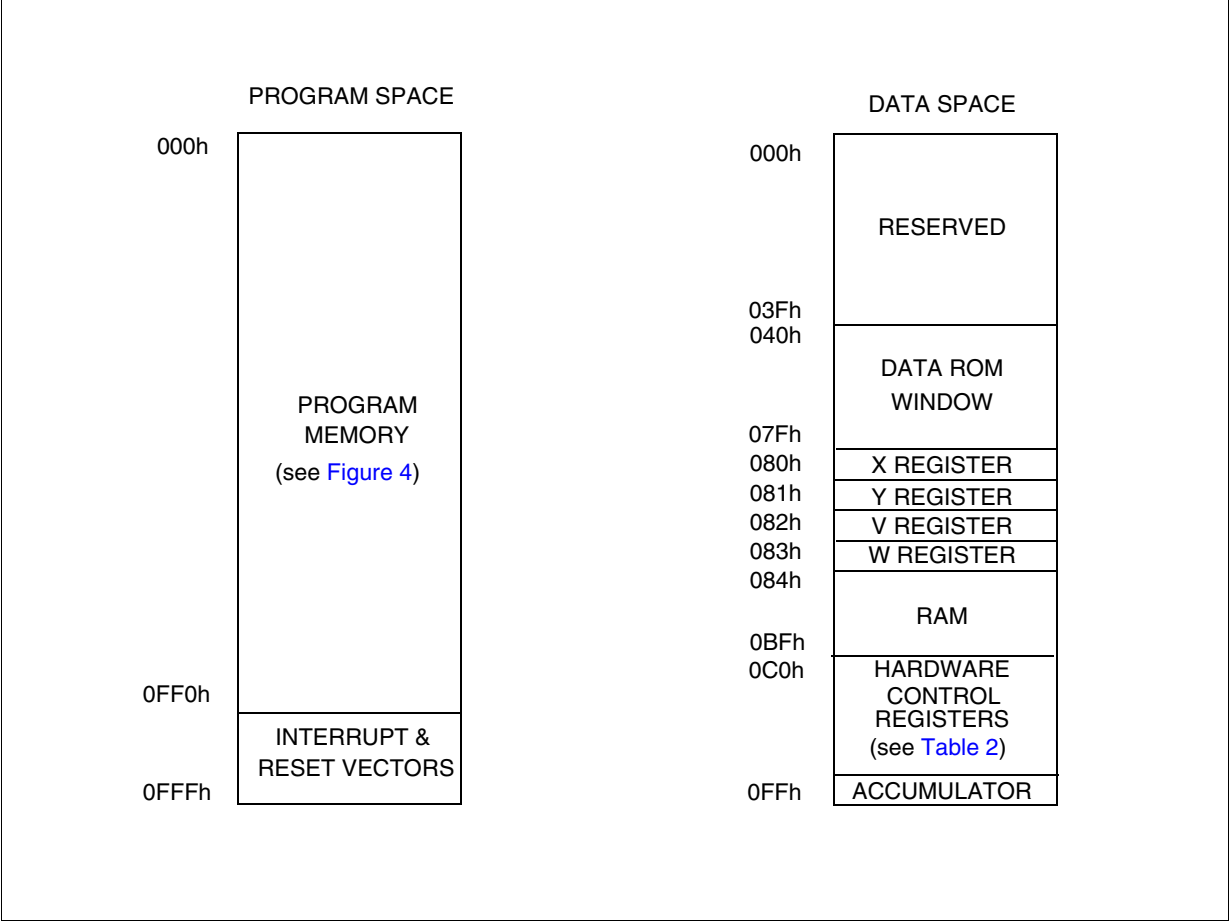 PROGRAM SPACE
000h
PROGRAM
MEMORY
(see Figure 4)
0FF0h
INTERRUPT &
RESET VECTORS
0FFFh
DATA SPACE
000h
RESERVED
03Fh
040h
DATA ROM
WINDOW
07Fh
080h
X REGISTER
081h
Y REGISTER
082h
V REGISTER
083h
W REGISTER
084h
RAM
0BFh
0C0h
HARDWARE
CONTROL
REGISTERS
(see Table 2)
0FFh
ACCUMULATOR